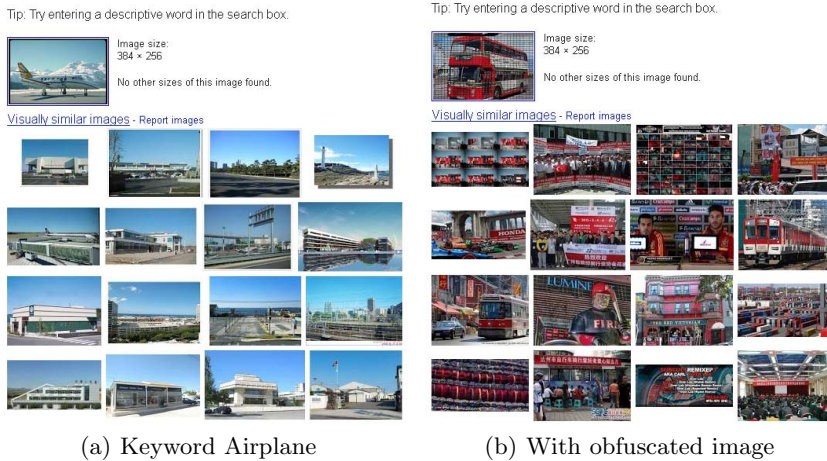 Tip: Try entering a descriptive word in the search box.
Image size:
384 × 256
No other sizes of this image found.
Visually similar images - Report images
(a) Keyword Airplane
Tip: Try entering a descriptive word in the search box.
Image size:
384 × 256
No other sizes of this image found.
Visually similar images - Report images
HONDA
LUMINE
FIRE
REMIXED
(b) With obfuscated image